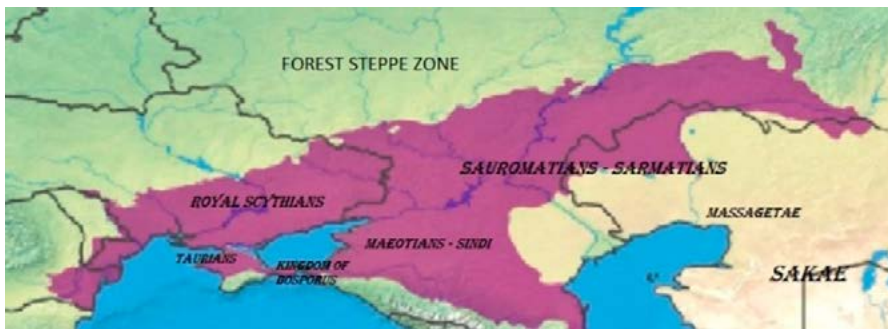 FOREST STEPPE ZONE
SAUROMATIANS - SARMATIANS
ROYAL SCYTHIANS
MASSAGETAE
MAEOTIANS - SINDI
TAURIANS
KINGDOM OF
BOSPORUS
SAKAE